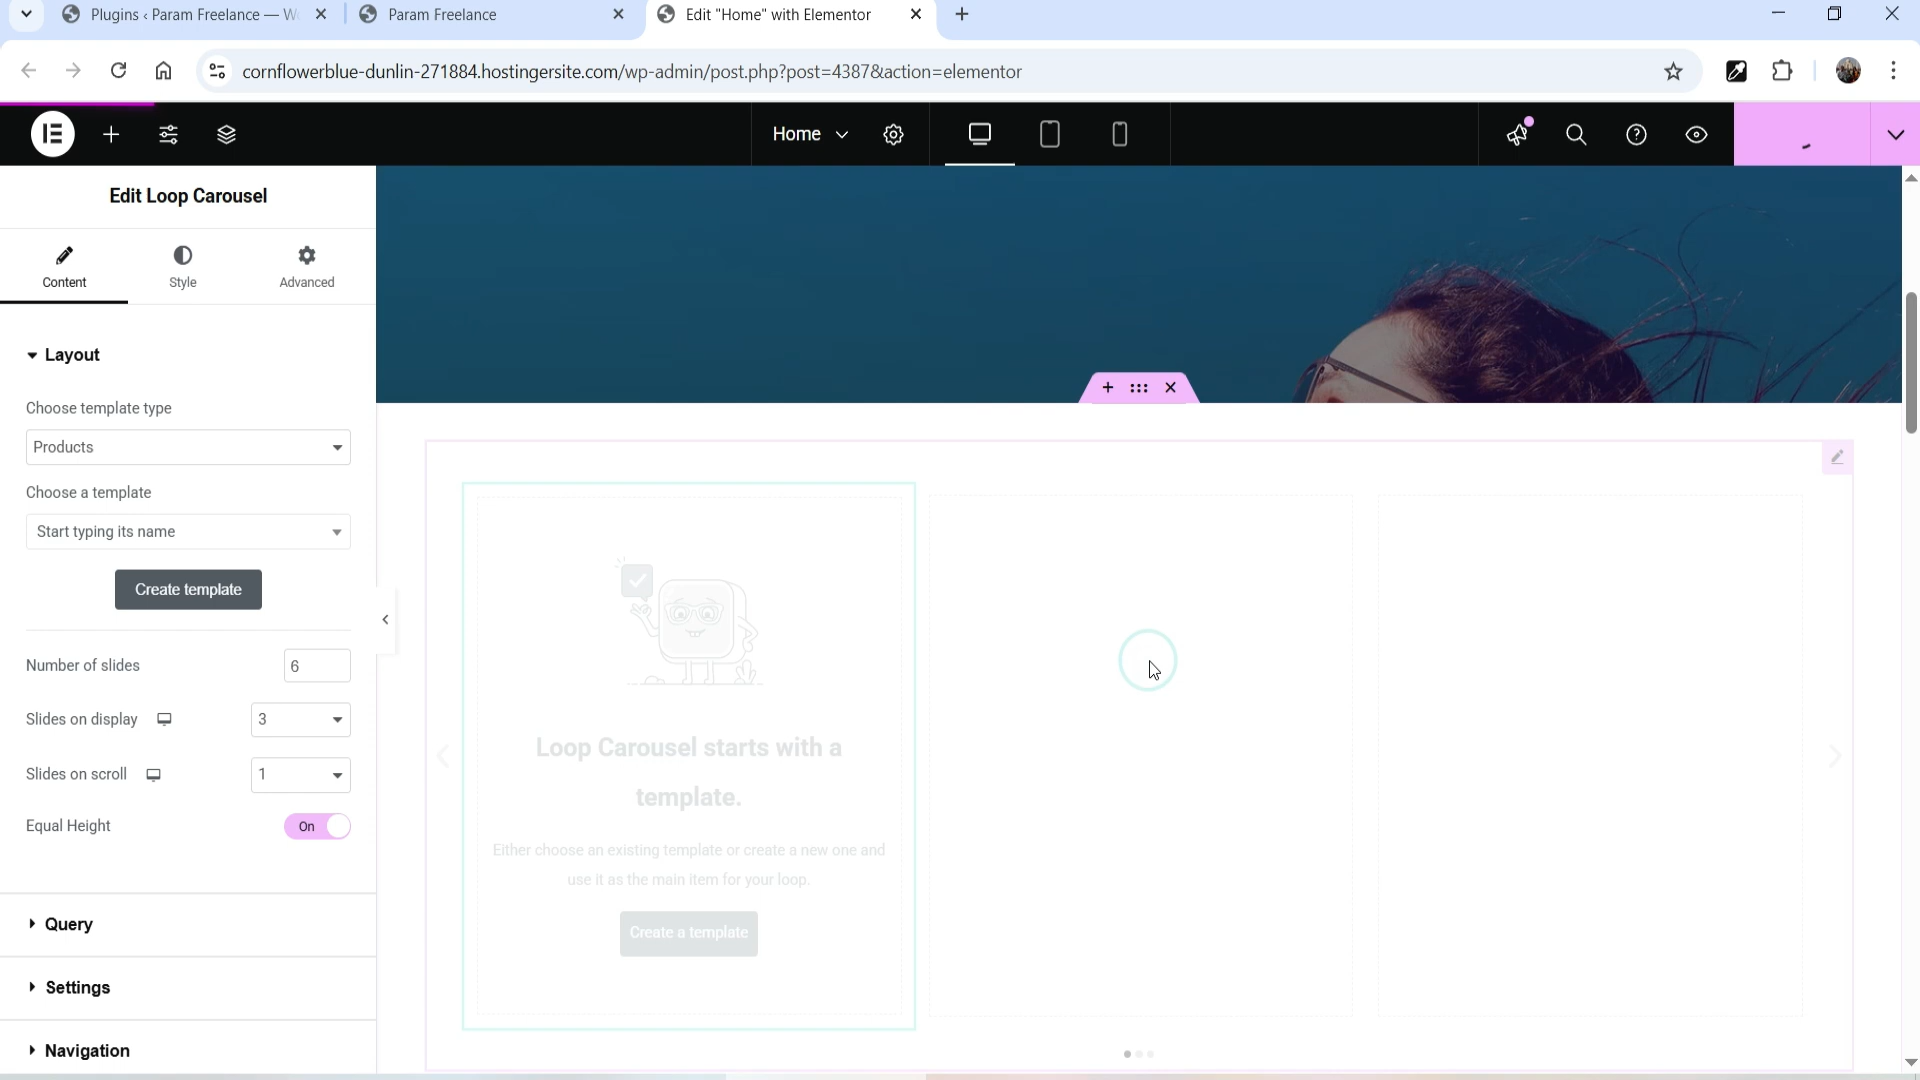 Plugins ‹ Param Freelance — W
Param Freelance
Edit "Home" with Elementor
cornflowerblue-dunlin-271884.hostingersite.com/wp-admin/post.php?post=4387&action=elementor
Home
Edit Loop Carousel
Content
Style
Advanced
Layout
Choose template type
Products
Choose a template
Start typing its name
Create template
Number of slides
6
Slides on display
3
Slides on scroll
1
Equal Height
On
Query
Settings
Navigation
Loop Carousel starts with a
template.
Either choose an existing template or create a new one and
use it as the main item for your loop.
Create a template